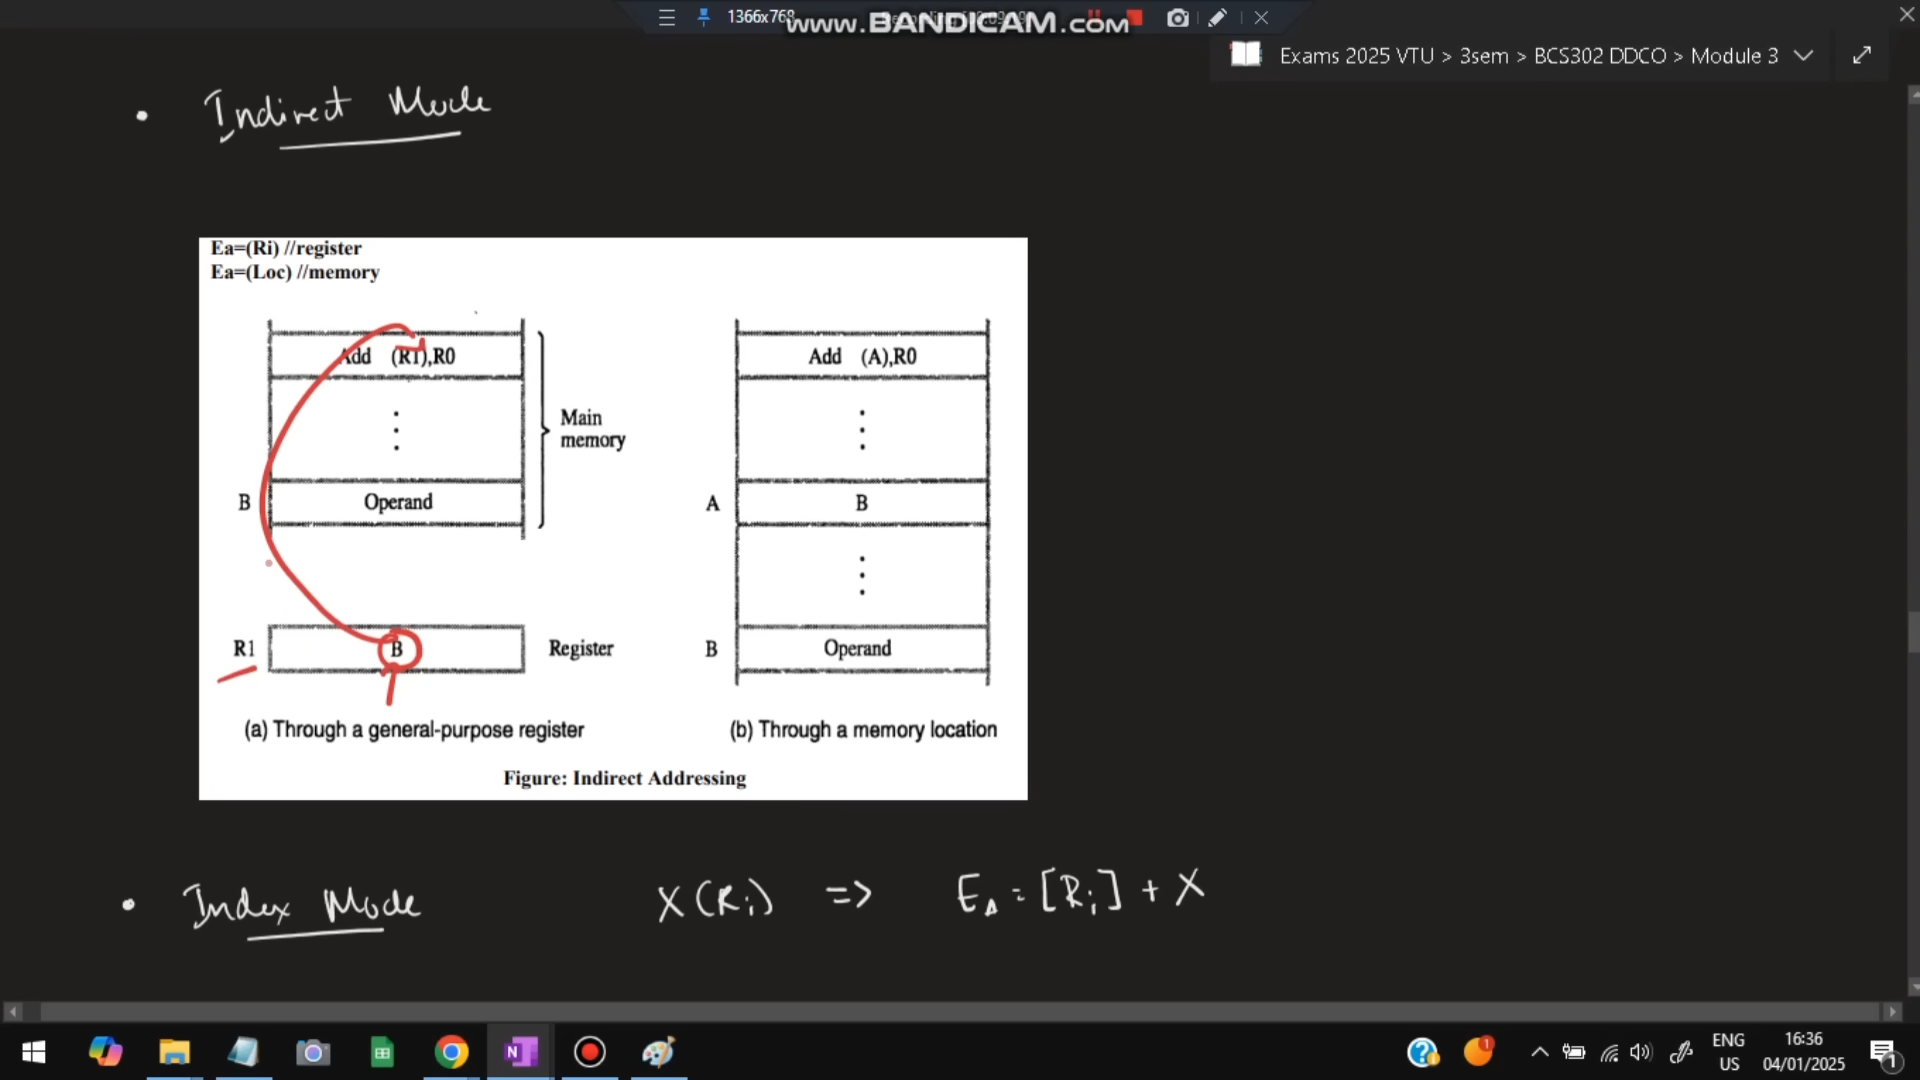 1366x768
www.BANDICAM.com
Exams 2025 VTU > 3sem > BCS302 DDCO > Module 3
• Indirect Mode
Ea=(Ri) //register
Ea=(Loc) //memory
Add (R1),R0
Main
memory
B Operand
R1 B Register
(a) Through a general-purpose register
Add (A),R0
A B
B Operand
(b) Through a memory location
Figure: Indirect Addressing
• Index Mode X(Ri) => EA = [Ri] + X
N
1
ENG
US
16:36
04/01/2025
1